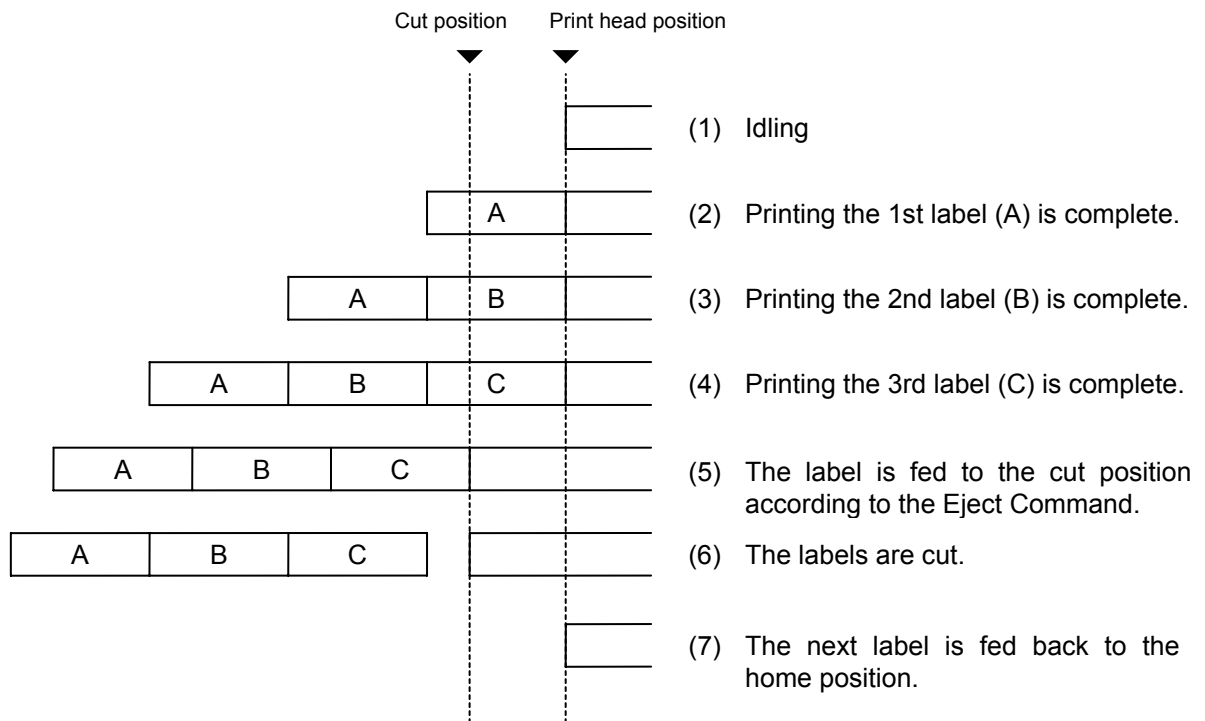 Cut position Print head position
(1) Idling
A (2) Printing the 1st label (A) is complete.
A B (3) Printing the 2nd label (B) is complete.
A B C (4) Printing the 3rd label (C) is complete.
A B C (5) The label is fed to the cut position
according to the Eject Command.
A B C (6) The labels are cut.
(7) The next label is fed back to the
home position.